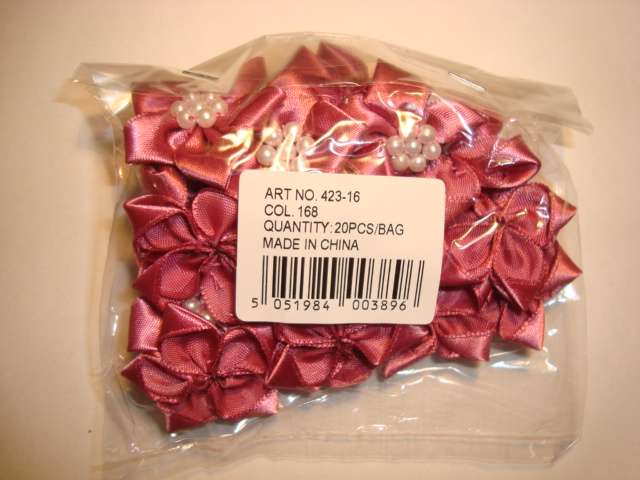 ART NO. 423-16
COL. 168
QUANTITY:20PCS/BAG
MADE IN CHINA
5 051984 003896